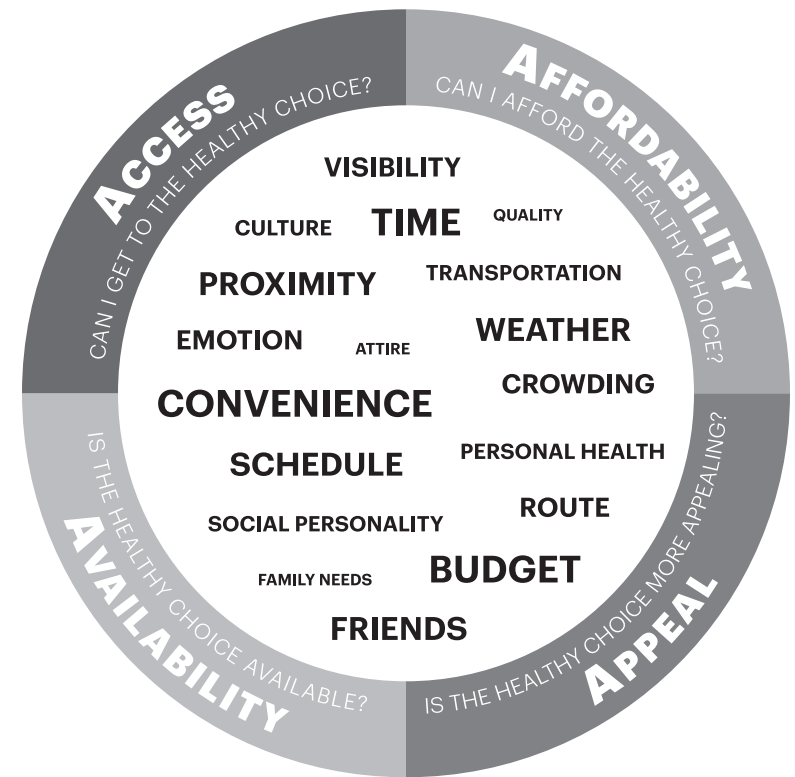 ACCESS
CAN I GET TO THE HEALTHY CHOICE?
AFFORDABILITY
CAN I AFFORD THE HEALTHY CHOICE?
VISIBILITY
CULTURE TIME QUALITY
PROXIMITY TRANSPORTATION
EMOTION ATTIRE WEATHER
CONVENIENCE CROWDING
SCHEDULE PERSONAL HEALTH
SOCIAL PERSONALITY ROUTE
FAMILY NEEDS BUDGET
FRIENDS
IS THE HEALTHY CHOICE AVAILABLE?
AVAILABILITY
IS THE HEALTHY CHOICE MORE APPEALING?
APPEAL